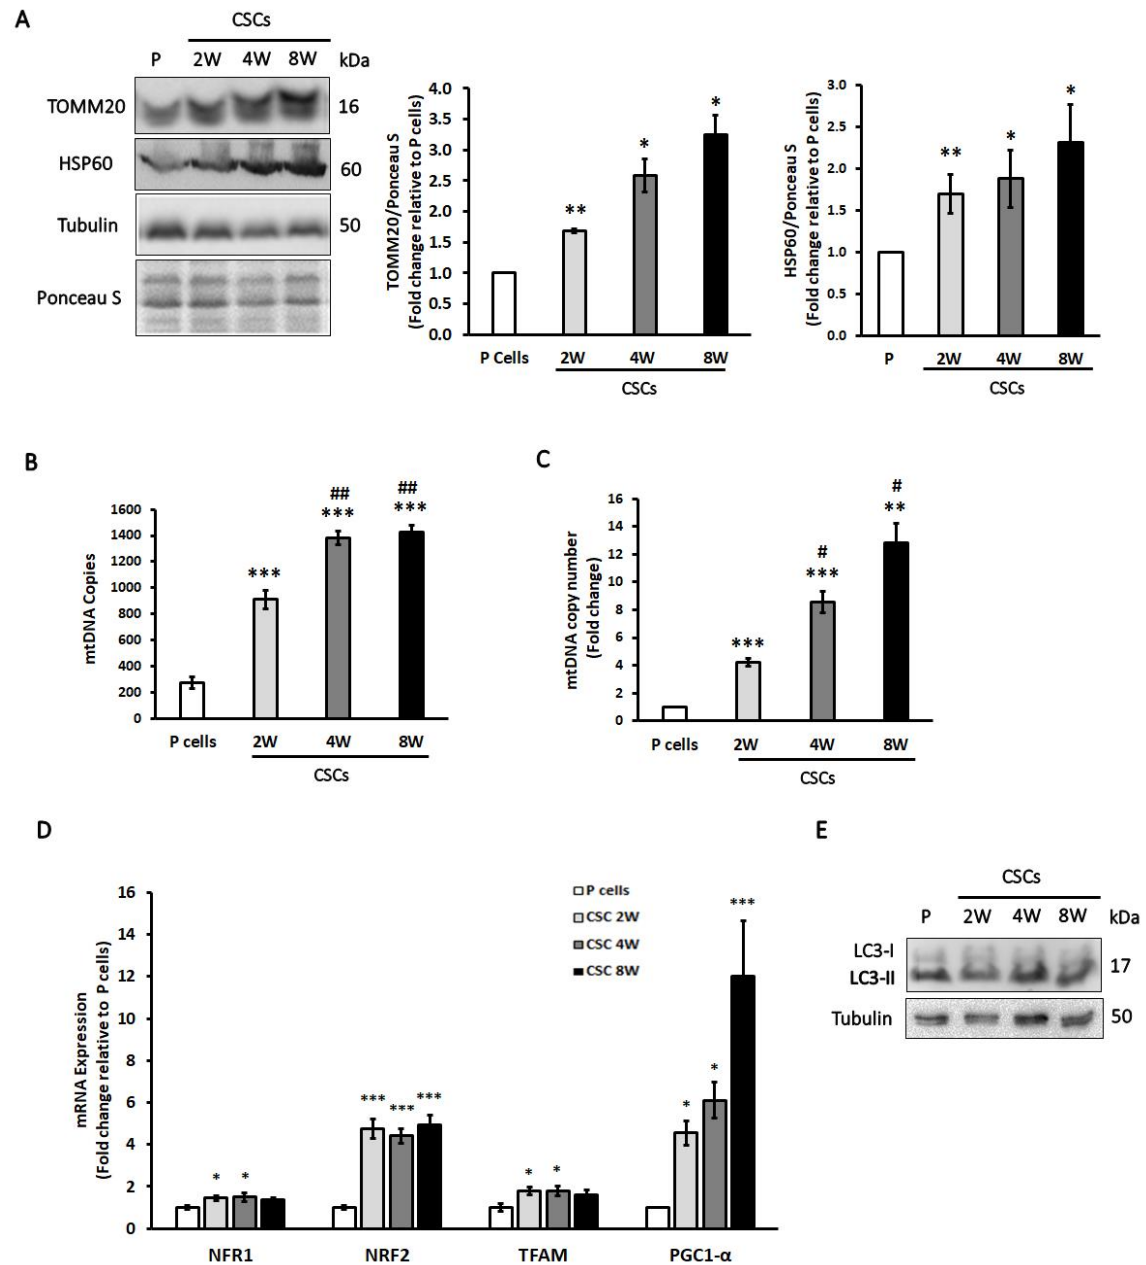 A
CSCs
P 2W 4W 8W kDa
TOMM20 16
HSP60 60
Tubulin 50
Ponceau S
TOMM20/Ponceau S
(Fold change relative to P cells)
4.0
3.5
3.0
2.5
2.0
1.5
1.0
0.5
0.0
** * *
P Cells 2W 4W 8W
CSCs
HSP60/Ponceau S
(Fold change relative to P cells)
3.0
2.5
2.0
1.5
1.0
0.5
0.0
** * *
P 2W 4W 8W
CSCs
B
mtDNA Copies
1600
1400
1200
1000
800
600
400
200
0
## ##
*** *** ***
P cells 2W 4W 8W
CSCs
C
mtDNA copy number
(Fold change)
16
14
12
10
8
6
4
2
0
# #
*** *** **
P cells 2W 4W 8W
CSCs
D
mRNA Expression
(Fold change relative to P cells)
16
14
12
10
8
6
4
2
0
P cells
CSC 2W
CSC 4W
CSC 8W
* * *** *** *** * * * * ***
NFR1 NRF2 TFAM PGC1-α
E
CSCs
P 2W 4W 8W kDa
LC3-I
LC3-II 17
Tubulin 50